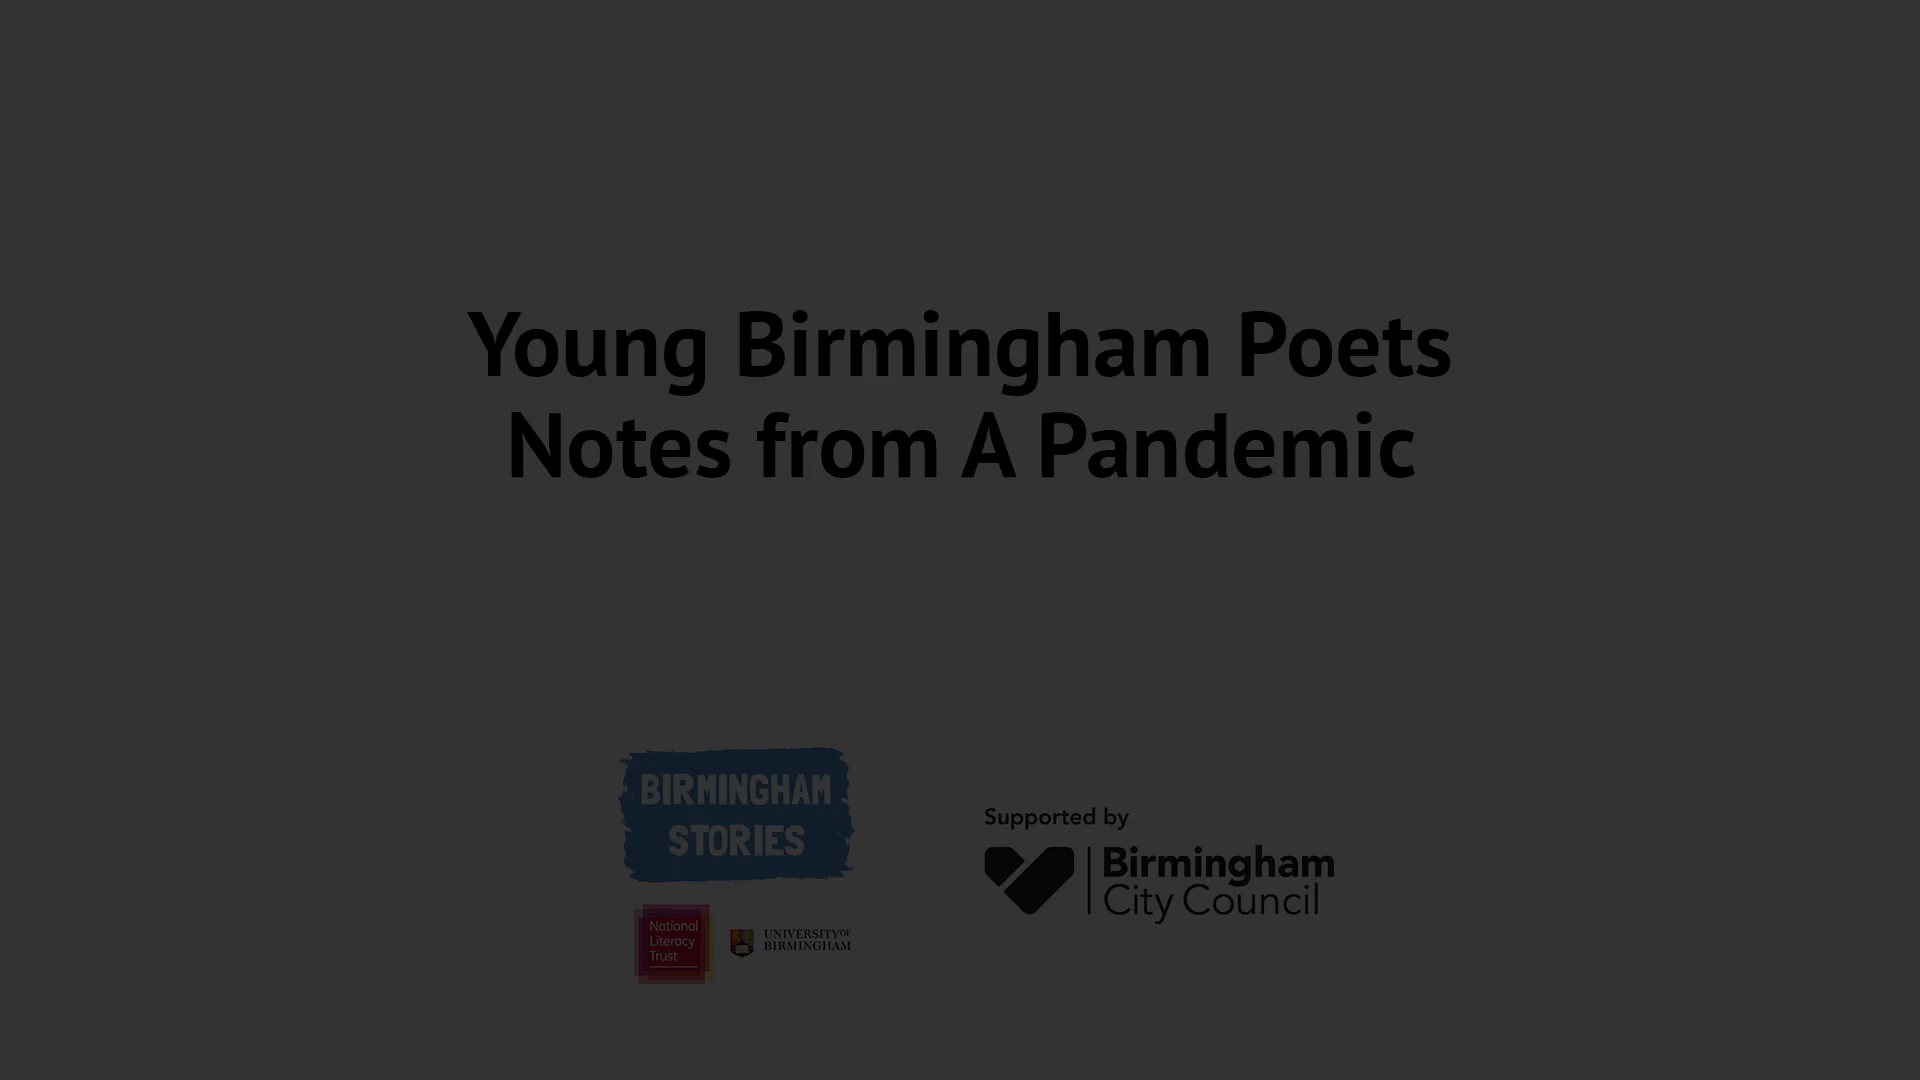 Young Birmingham Poets
Notes from A Pandemic
BIRMINGHAM
STORIES
National
Literacy
Trust
UNIVERSITY OF
BIRMINGHAM
Supported by
Birmingham
City Council